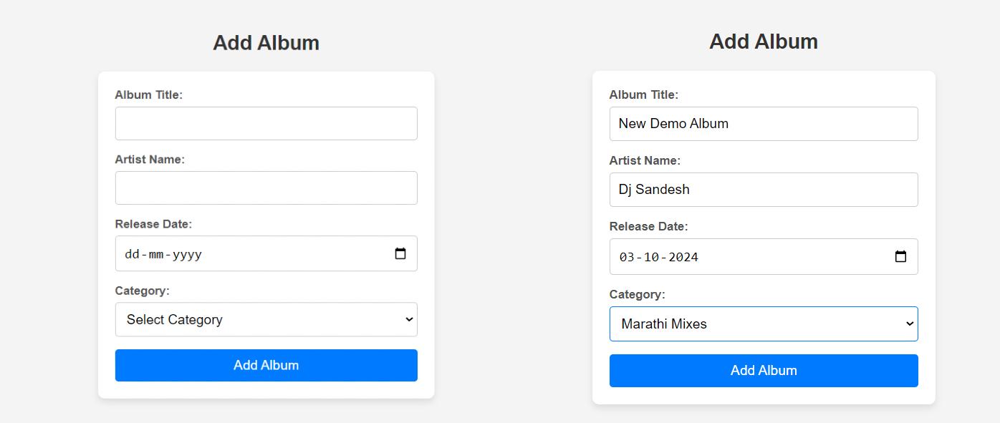 Add Album
Album Title:
Artist Name:
Release Date:
dd-mm-yyyy
Category:
Select Category
Add Album
Add Album
Album Title:
New Demo Album
Artist Name:
Dj Sandesh
Release Date:
03-10-2024
Category:
Marathi Mixes
Add Album